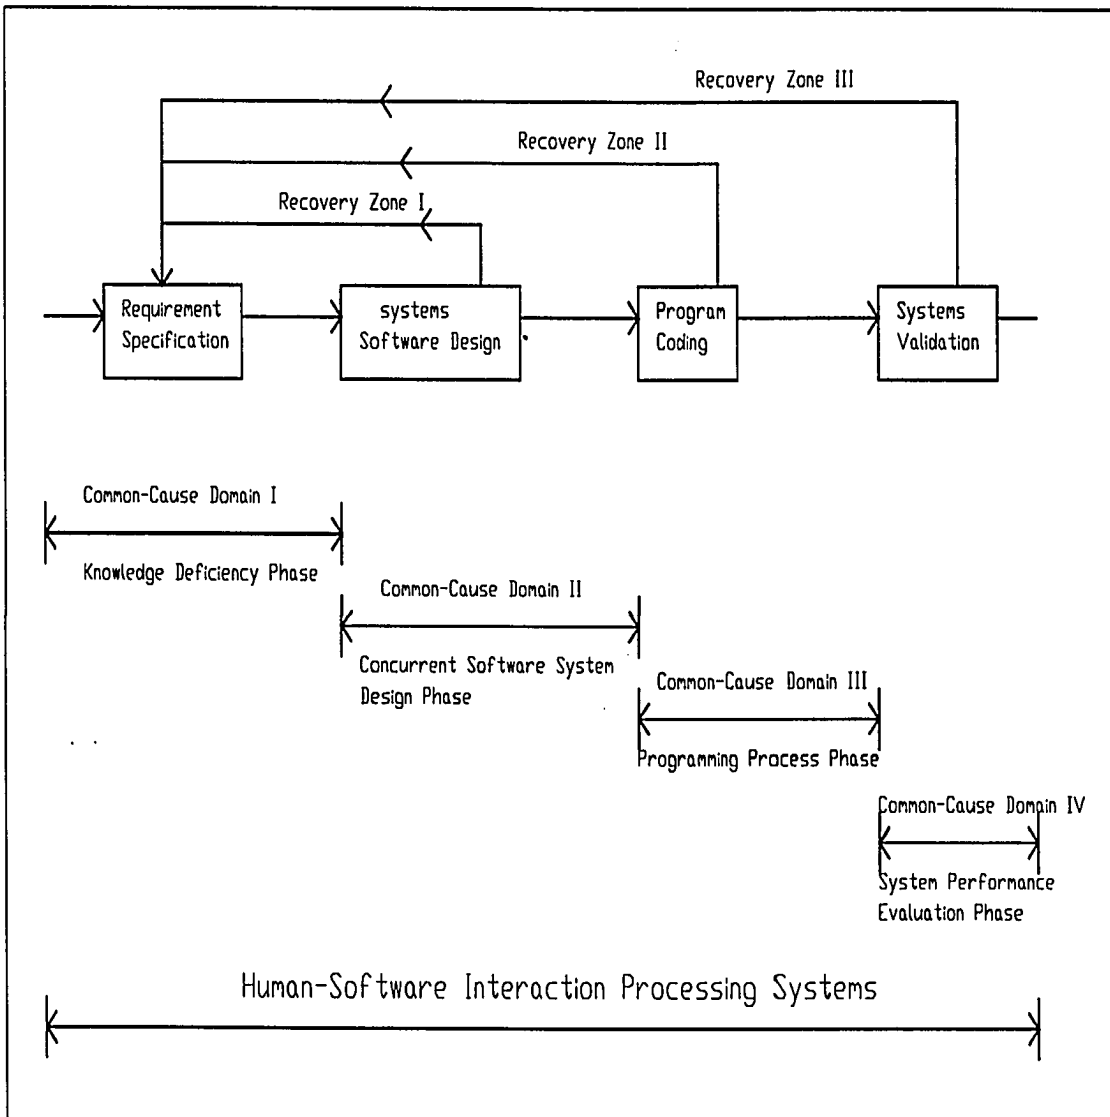 Recovery Zone III
Recovery Zone II
Recovery Zone I
Requirement
Specification
systems
Software Design
Program
Coding
Systems
Validation
Common-Cause Domain I
Knowledge Deficiency Phase
Common-Cause Domain II
Concurrent Software System
Design Phase
Common-Cause Domain III
Programming Process Phase
Common-Cause Domain IV
System Performance
Evaluation Phase
Human-Software Interaction Processing Systems